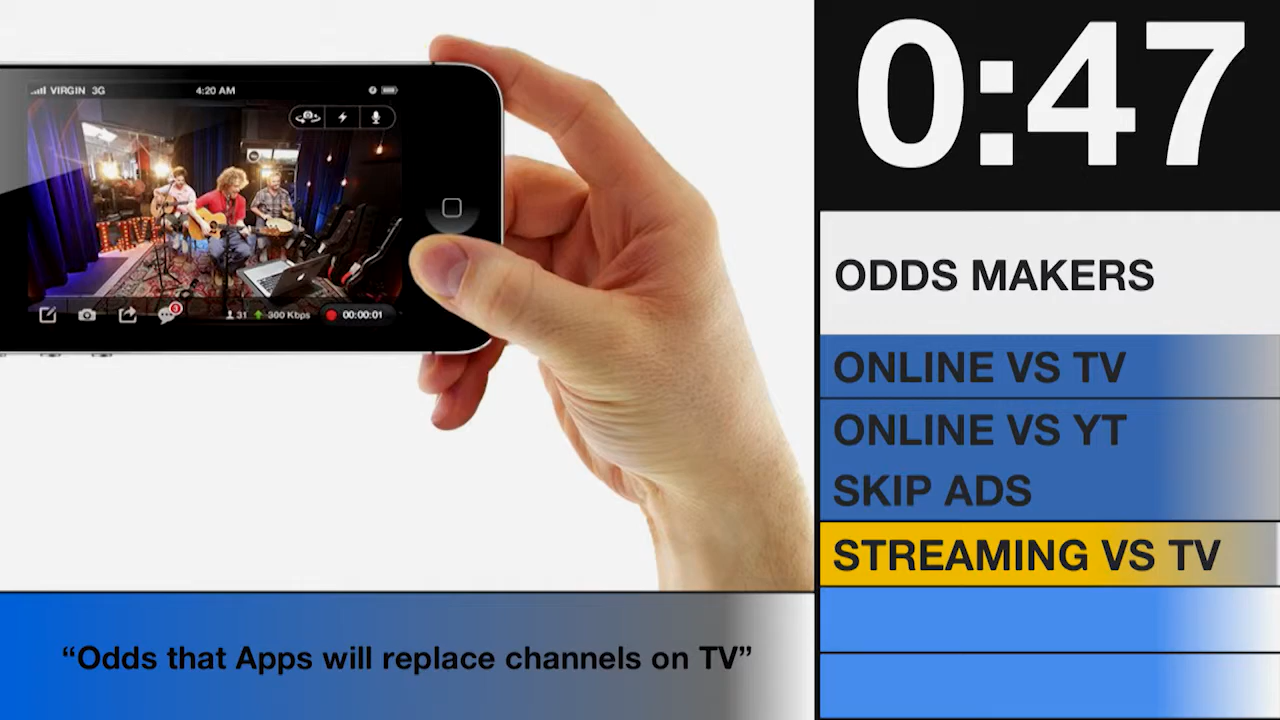 VIRGIN 3G
4:20 AM
3
31
300 Kbps
00:00:01
0:47
ODDS MAKERS
ONLINE VS TV
ONLINE VS YT
SKIP ADS
STREAMING VS TV
“Odds that Apps will replace channels on TV”